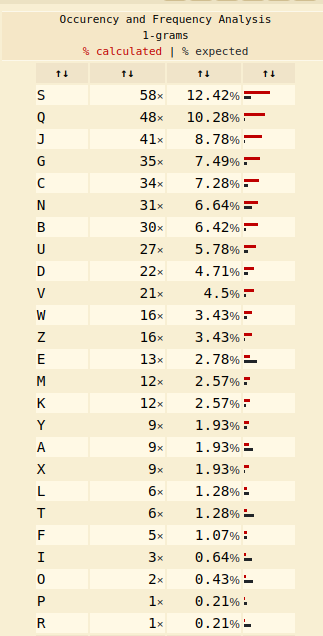 Occurency and Frequency Analysis
1-grams
% calculated | % expected
↑↓ ↑↓ ↑↓ ↑↓
S 58× 12.42%
Q 48× 10.28%
J 41× 8.78%
G 35× 7.49%
C 34× 7.28%
N 31× 6.64%
B 30× 6.42%
U 27× 5.78%
D 22× 4.71%
V 21× 4.5%
W 16× 3.43%
Z 16× 3.43%
E 13× 2.78%
M 12× 2.57%
K 12× 2.57%
Y 9× 1.93%
A 9× 1.93%
X 9× 1.93%
L 6× 1.28%
T 6× 1.28%
F 5× 1.07%
I 3× 0.64%
O 2× 0.43%
P 1× 0.21%
R 1× 0.21%